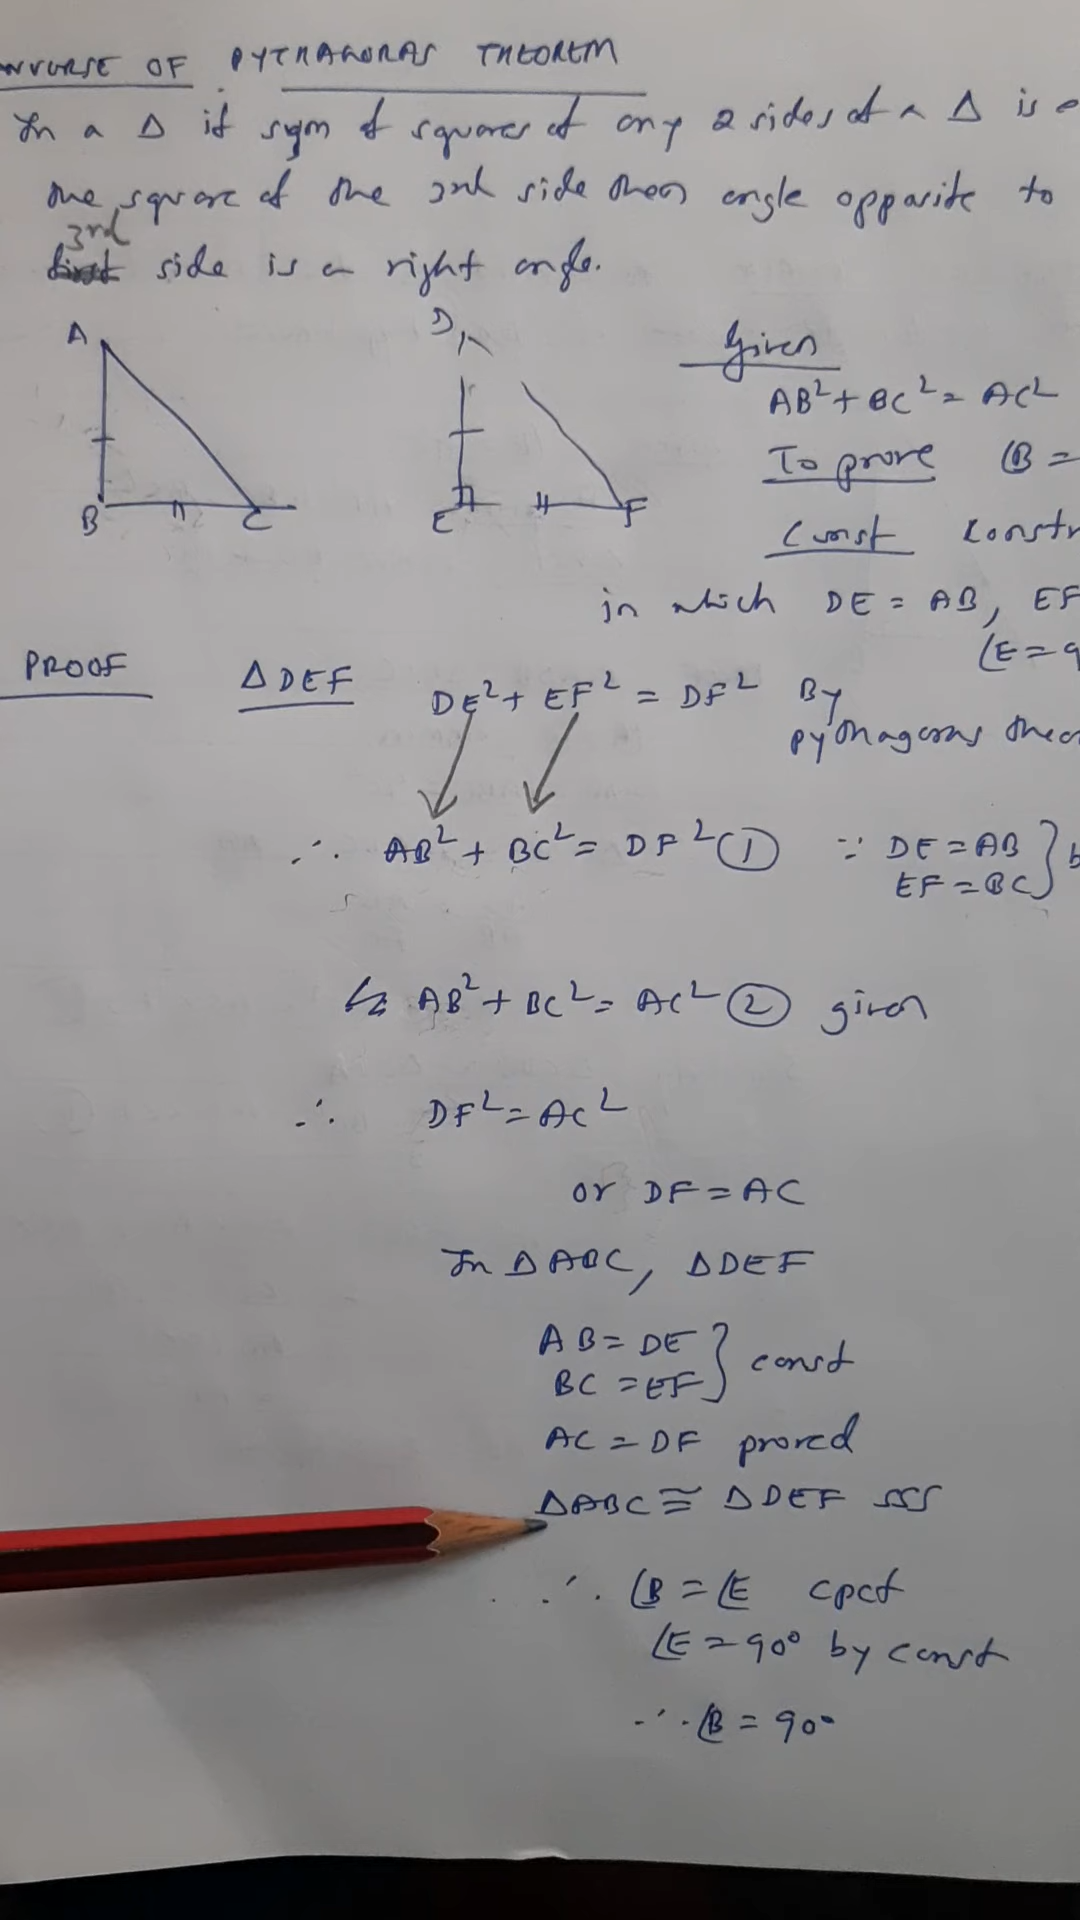 NVERSE OF PYTHAGORAS THEOREM
In a Δ if sum of squares of any 2 sides of a Δ is e
the square of the 3rd side then angle opposite to
3rd
first side is a right angle.
A
B
C
D
E
F
Given
AB² + BC² = AC²
To prove ∠B =
Const Constr
in which DE = AB, EF
∠E = 9
PROOF
ΔDEF
DE² + EF² = DF² By
pythagoras theo
∴ AB² + BC² = DF² ① ∵ DE = AB
EF = BC } b
AB² + BC² = AC² ② given
∴ DF² = AC²
or DF = AC
In ΔABC, ΔDEF
AB = DE
BC = EF } const
AC = DF proved
ΔABC ≅ ΔDEF SSS
∴ ∠B = ∠E cpct
∠E = 90° by const
∴ ∠B = 90°